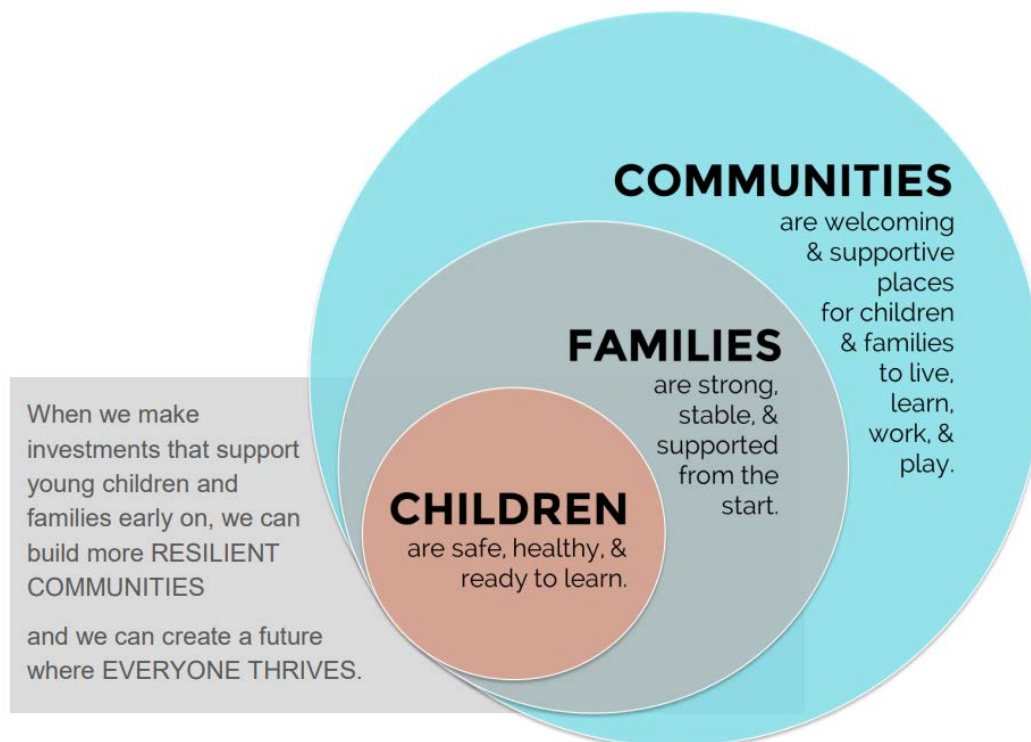 COMMUNITIES
are welcoming
& supportive
places
for children
& families
to live,
learn,
work, &
play.
FAMILIES
are strong,
stable, &
supported
from the
start.
CHILDREN
are safe, healthy, &
ready to learn.
When we make
investments that support
young children and
families early on, we can
build more RESILIENT
COMMUNITIES
and we can create a future
where EVERYONE THRIVES.